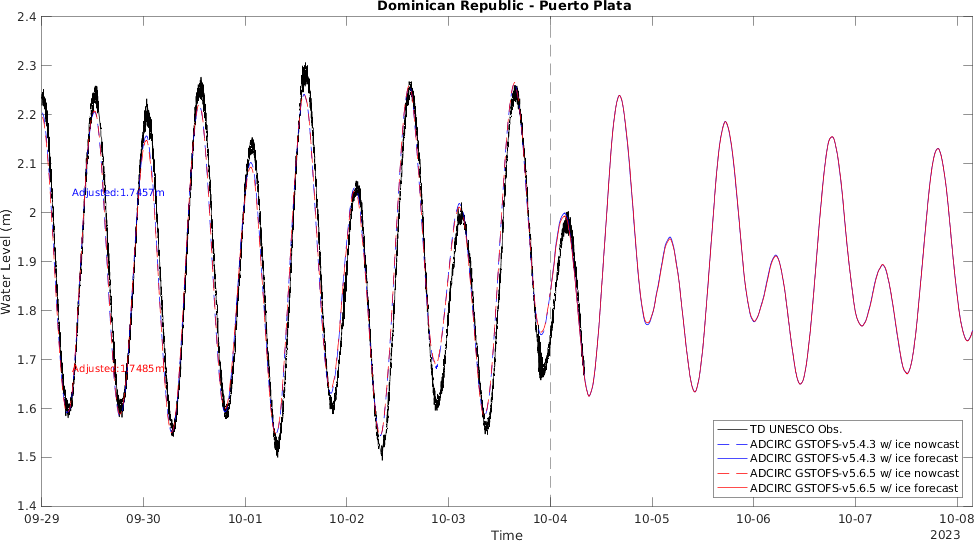 Dominican Republic - Puerto Plata
Water Level (m)
2.4
2.3
2.2
2.1
2
1.9
1.8
1.7
1.6
1.5
1.4
Adjusted:1.7457m
Adjusted:1.7485m
TD UNESCO Obs.
ADCIRC GSTOFS-v5.4.3 w/ ice nowcast
ADCIRC GSTOFS-v5.4.3 w/ ice forecast
ADCIRC GSTOFS-v5.6.5 w/ ice nowcast
ADCIRC GSTOFS-v5.6.5 w/ ice forecast
09-29 09-30 10-01 10-02 10-03 10-04 10-05 10-06 10-07 10-08
Time
2023